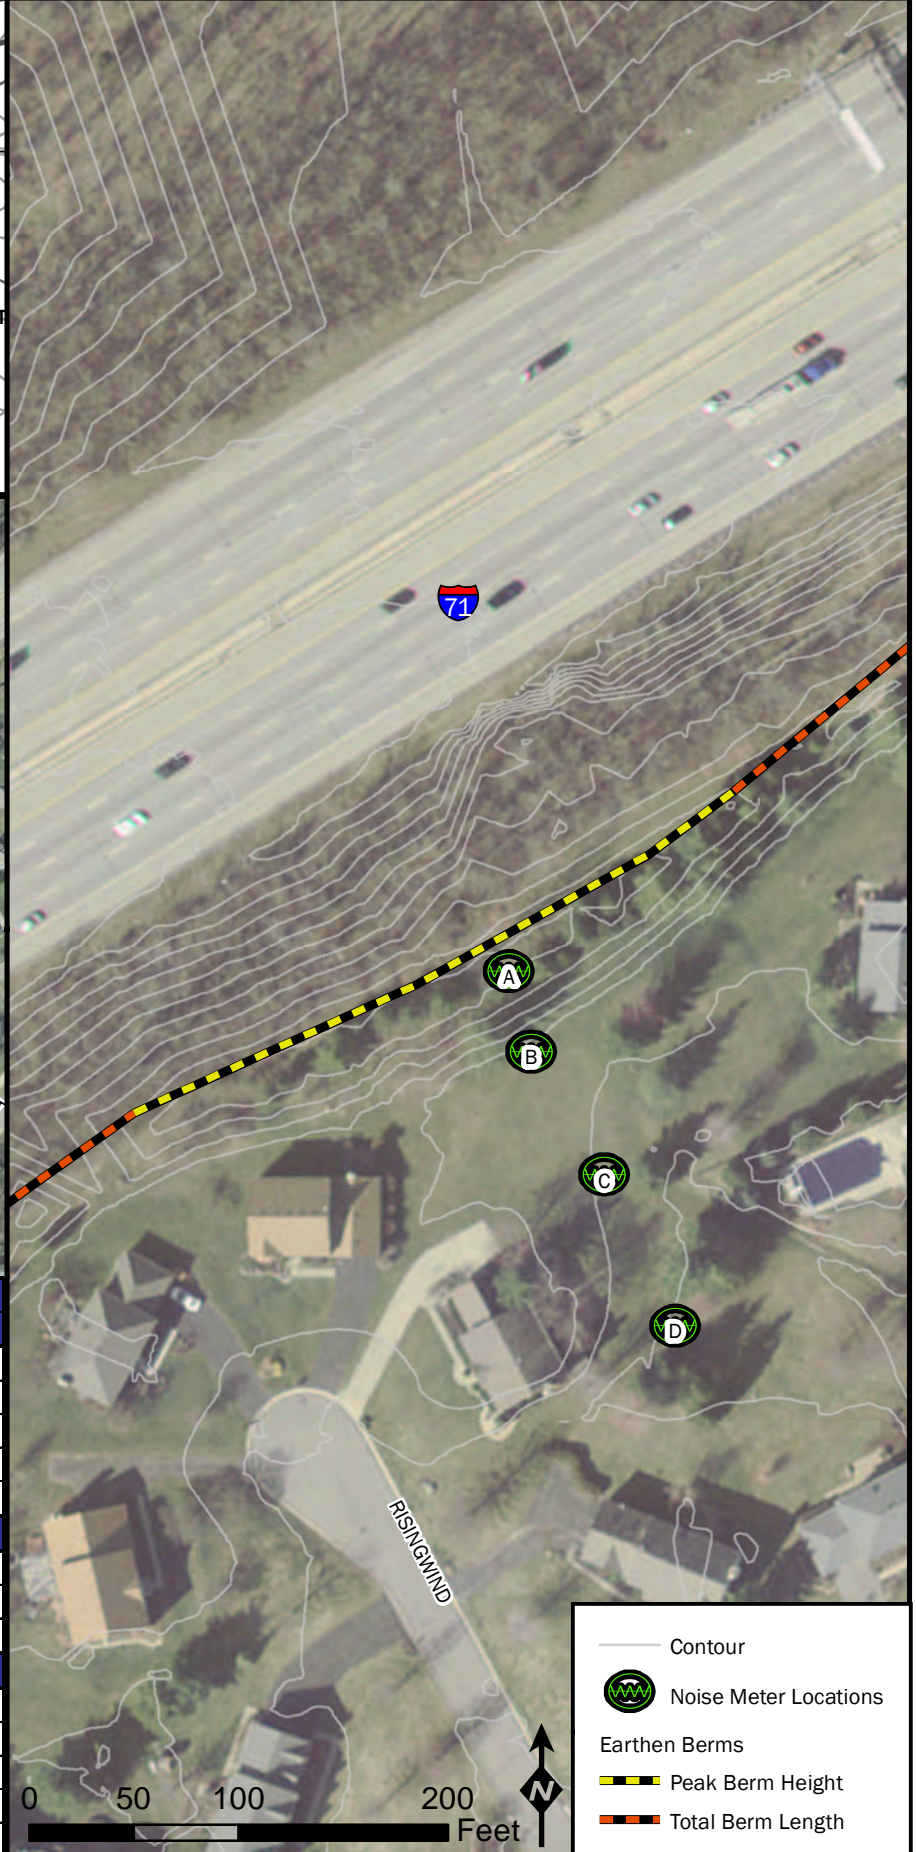 71
A
B
C
D
RISINGWIND
Contour
Noise Meter Locations
Earthen Berms
Peak Berm Height
Total Berm Length
N
0 50 100 200
Feet